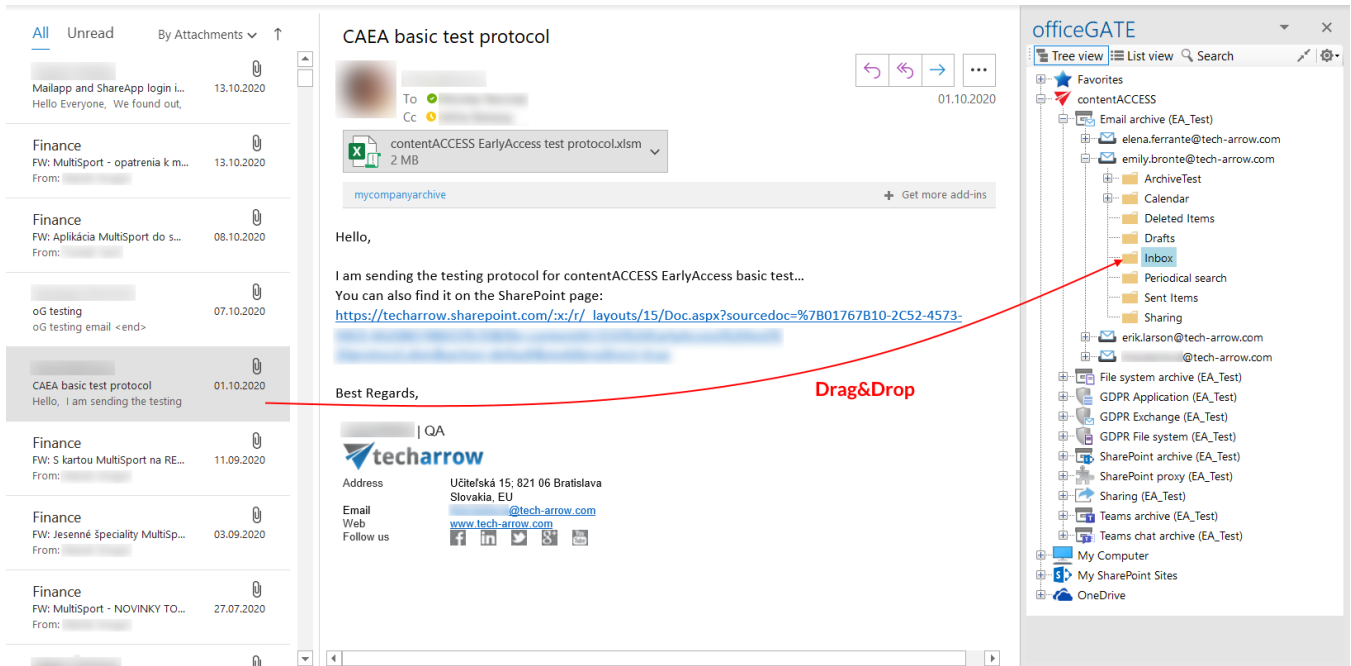 All Unread By Attachments
Mailapp and ShareApp login i... 13.10.2020
Hello Everyone, We found out,
Finance
FW: MultiSport - opatrenia k m... 13.10.2020
From:
Finance
FW: Aplikácia MultiSport do s... 08.10.2020
From:
oG testing 07.10.2020
oG testing email <end>
CAEA basic test protocol 01.10.2020
Hello, I am sending the testing
Finance
FW: S kartou MultiSport na RE... 11.09.2020
From:
Finance
FW: Jesenné špeciality MultiSp... 03.09.2020
From:
Finance
FW: MultiSport - NOVINKY TO... 27.07.2020
From:
CAEA basic test protocol
To
Cc
01.10.2020
contentACCESS EarlyAccess test protocol.xlsm
2 MB
mycompanyarchive + Get more add-ins
Hello,
I am sending the testing protocol for contentACCESS EarlyAccess basic test...
You can also find it on the SharePoint page:
https://techarrow.sharepoint.com/:x:/r/_layouts/15/Doc.aspx?sourcedoc=%7B01767B10-2C52-4573-
Best Regards,
| QA
techarrow
Address Učiteľská 15; 821 06 Bratislava
Slovakia, EU
Email @tech-arrow.com
Web www.tech-arrow.com
Follow us
Drag&Drop
officeGATE
Tree view List view Search
Favorites
contentACCESS
Email archive (EA_Test)
elena.ferrante@tech-arrow.com
emily.bronte@tech-arrow.com
ArchiveTest
Calendar
Deleted Items
Drafts
Inbox
Periodical search
Sent Items
Sharing
erik.larson@tech-arrow.com
@tech-arrow.com
File system archive (EA_Test)
GDPR Application (EA_Test)
GDPR Exchange (EA_Test)
GDPR File system (EA_Test)
SharePoint archive (EA_Test)
SharePoint proxy (EA_Test)
Sharing (EA_Test)
Teams archive (EA_Test)
Teams chat archive (EA_Test)
My Computer
My SharePoint Sites
OneDrive